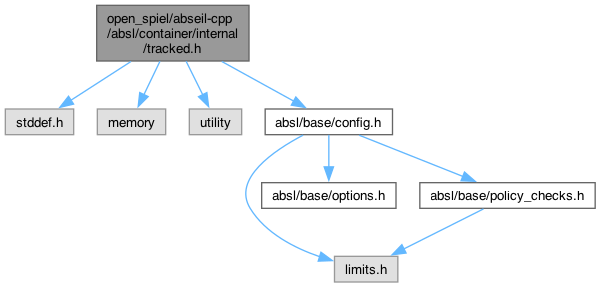 open_spiel/abseil-cpp
/absl/container/internal
/tracked.h
stddef.h
memory
utility
absl/base/config.h
absl/base/options.h
absl/base/policy_checks.h
limits.h